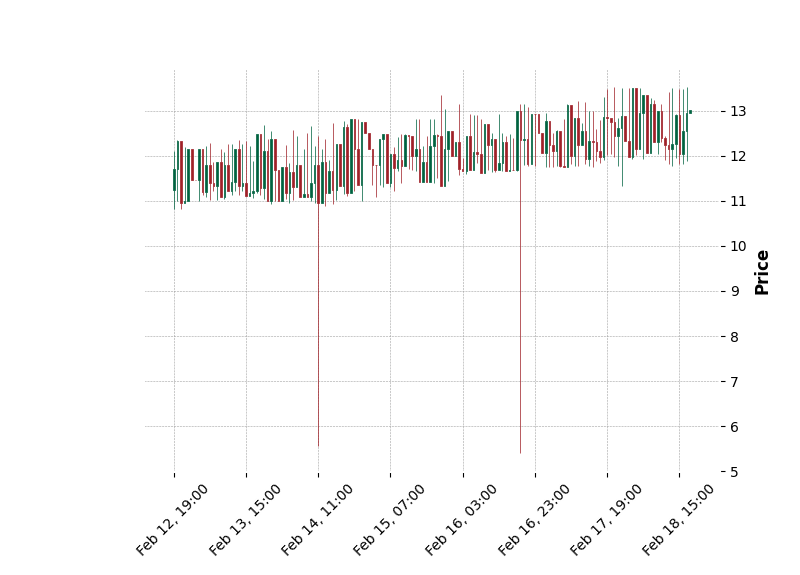 13
12
11
10
9
8
7
6
5
Price
Feb 12, 19:00
Feb 13, 15:00
Feb 14, 11:00
Feb 15, 07:00
Feb 16, 03:00
Feb 16, 23:00
Feb 17, 19:00
Feb 18, 15:00